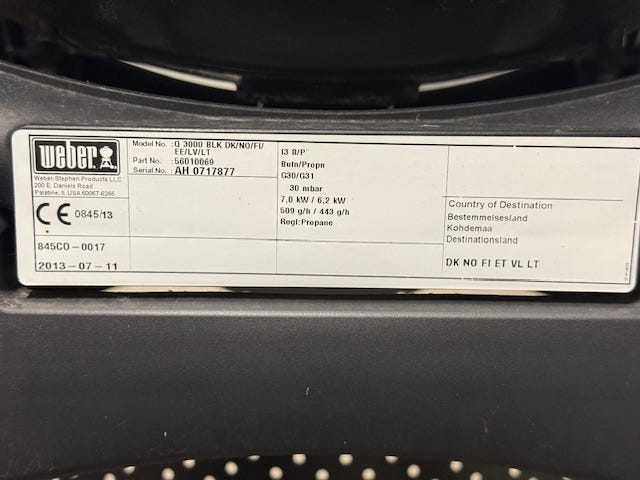 weber
Weber-Stephen Products LLC
200 E. Daniels Road
Palatine, IL USA 60067-6266
CE 0845/13
845CO-0017
2013-07-11
Model No. :Q 3000 BLK DK/NO/FI/
EE/LV/LT
Part No. :56010069
Serial No. :AH 0717877
I3 B/P
Butn/Propn
G30/G31
30 mbar
7,0 kW / 6,2 kW
509 g/h / 443 g/h
Regl:Propane
Country of Destination
Bestemmelsesland
Kohdemaa
Destinationsland
DK NO FI ET VL LT